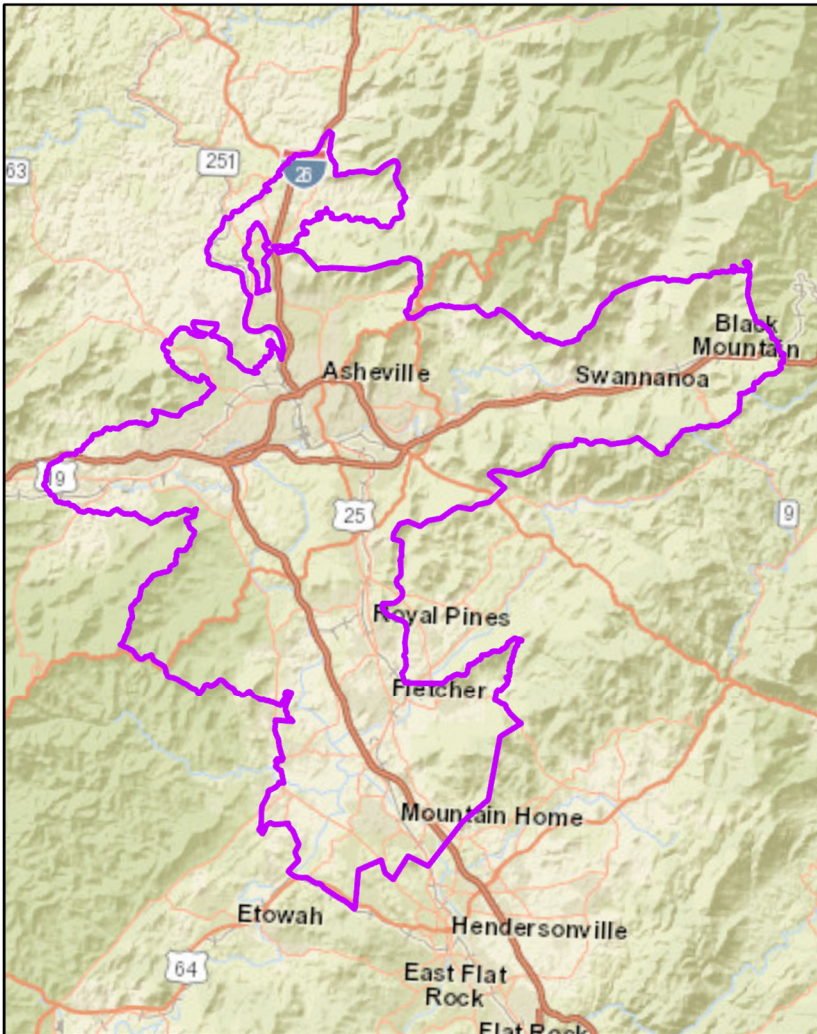 63
251
26
Black
Mountain
Asheville
Swannanoa
9
25
9
Royal Pines
Fletcher
Mountain Home
Etowah
Hendersonville
64
East Flat
Rock
Flat Rock